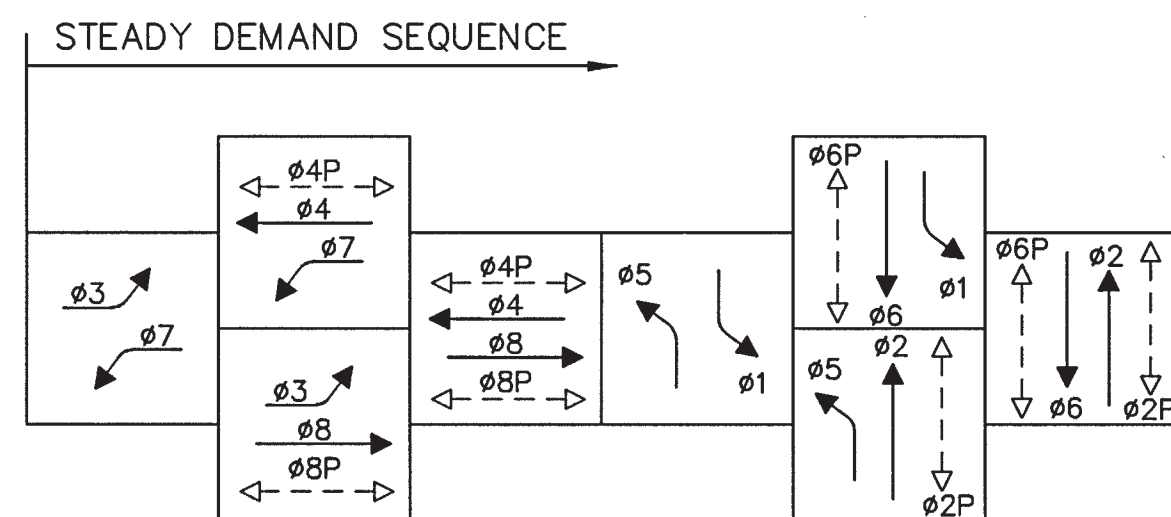 STEADY DEMAND SEQUENCE
ø3
ø7
ø4P
ø4
ø7
ø3
ø8
ø8P
ø4P
ø4
ø8
ø8P
ø5
ø1
ø6P
ø1
ø6
ø2
ø5
ø2P
ø6P
ø2
ø6
ø2P